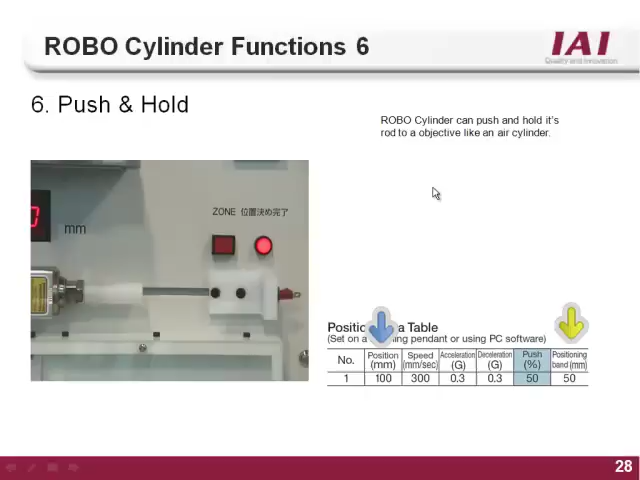 ROBO Cylinder Functions 6
IAI
Quality and Innovation
6. Push & Hold
ROBO Cylinder can push and hold it's
rod to a objective like an air cylinder.
ZONE 位置決め完了
0
mm
a Table
(Set on a ing pendant or using PC software)
No. Position (mm) Speed (mm/sec) Acceleration (G) Deceleration (G) Push (%) Positioning band (mm)
1 100 300 0.3 0.3 50 50
28